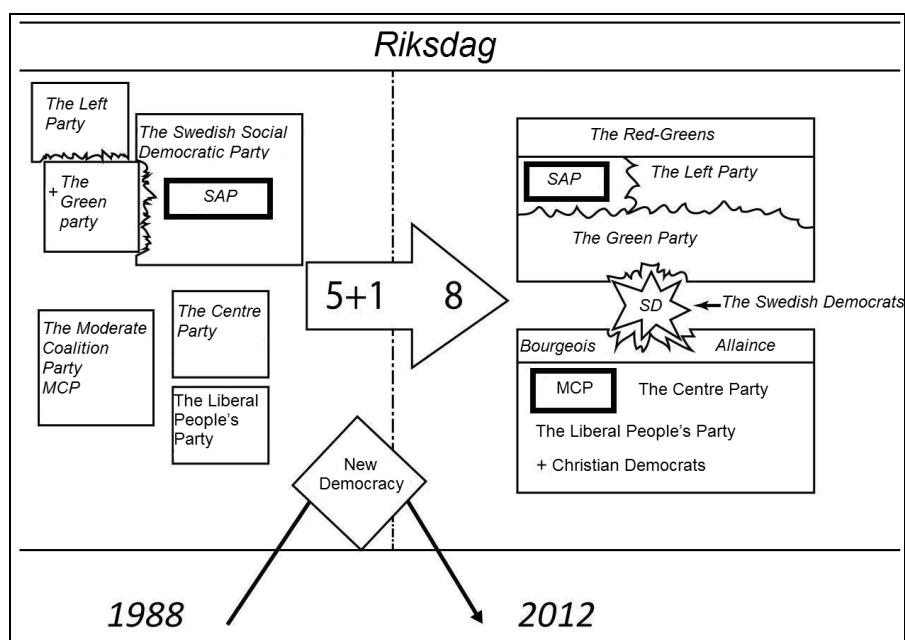 Riksdag
The Left
Party
The Swedish Social
Democratic Party
SAP
+ The
Green
party
The Moderate
Coalition
Party
MCP
The Centre
Party
The Liberal
People's
Party
5+1
8
New
Democracy
The Red-Greens
SAP
The Left Party
The Green Party
SD
The Swedish Democrats
Bourgeois Allaince
MCP
The Centre Party
The Liberal People's Party
+ Christian Democrats
1988
2012